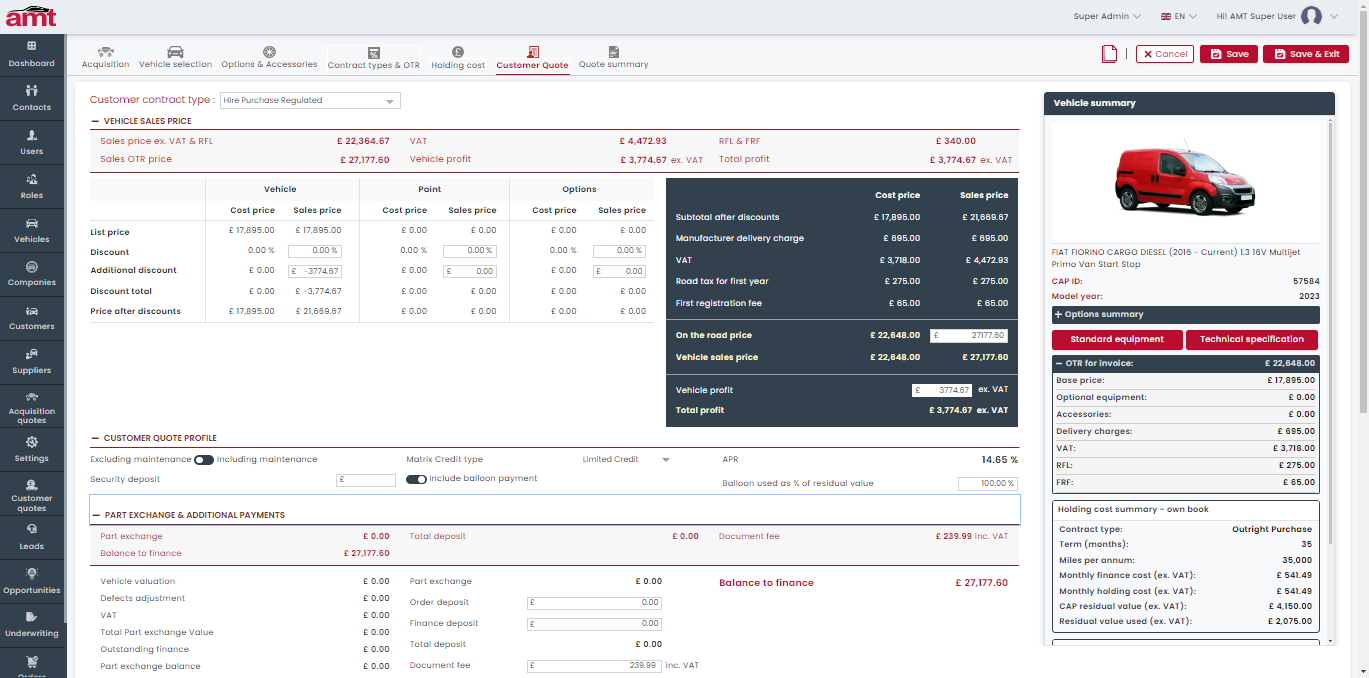 amt
Super Admin EN Hi! AMT Super User
Dashboard
Contacts
Users
Roles
Vehicles
Companies
Customers
Suppliers
Acquisition
quotes
Settings
Customer
quotes
Leads
Opportunities
Underwriting
Orders
Acquisition Vehicle selection Options & Accessories Contract types & OTR Holding cost Customer Quote Quote summary
Cancel Save Save & Exit
Customer contract type : Hire Purchase Regulated
VEHICLE SALES PRICE
Sales price ex. VAT & RFL £ 22,364.67 VAT £ 4,472.93 RFL & FRF £ 340.00
Sales OTR price £ 27,177.60 Vehicle profit £ 3,774.67 ex. VAT Total profit £ 3,774.67 ex. VAT
Vehicle Paint Options
Cost price Sales price Cost price Sales price Cost price Sales price
List price £ 17,895.00 £ 17,895.00 £ 0.00 £ 0.00 £ 0.00 £ 0.00
Discount 0.00 % 0.00 % 0.00 % 0.00 % 0.00 % 0.00 %
Additional discount £ 0.00 £ -3774.67 £ 0.00 £ 0.00 £ 0.00 £ 0.00
Discount total £ 0.00 £ -3,774.67 £ 0.00 £ 0.00 £ 0.00 £ 0.00
Price after discounts £ 17,895.00 £ 21,669.67 £ 0.00 £ 0.00 £ 0.00 £ 0.00
Cost price Sales price
Subtotal after discounts £ 17,895.00 £ 21,669.67
Manufacturer delivery charge £ 695.00 £ 695.00
VAT £ 3,718.00 £ 4,472.93
Road tax for first year £ 275.00 £ 275.00
First registration fee £ 65.00 £ 65.00
On the road price £ 22,648.00 £ 27177.60
Vehicle sales price £ 22,648.00 £ 27,177.60
Vehicle profit £ 3774.67 ex. VAT
Total profit £ 3,774.67 ex. VAT
CUSTOMER QUOTE PROFILE
Excluding maintenance Including maintenance Matrix Credit type Limited Credit APR 14.65 %
Security deposit £ Include balloon payment Balloon used as % of residual value 100.00 %
PART EXCHANGE & ADDITIONAL PAYMENTS
Part exchange £ 0.00 Total deposit £ 0.00 Document fee £ 239.99 inc. VAT
Balance to finance £ 27,177.60
Vehicle valuation £ 0.00 Part exchange £ 0.00 Balance to finance £ 27,177.60
Defects adjustment £ 0.00 Order deposit £ 0.00
VAT £ 0.00 Finance deposit £ 0.00
Total Part exchange Value £ 0.00 Total deposit £ 0.00
Outstanding finance £ 0.00
Part exchange balance £ 0.00 Document fee £ 239.99 inc. VAT
Vehicle summary
FIAT FIORINO CARGO DIESEL (2016 - Current) 1.3 16V Multijet
Primo Van Start Stop
CAP ID: 57584
Model year: 2023
Options summary
Standard equipment Technical specification
OTR for invoice: £ 22,648.00
Base price: £ 17,895.00
Optional equipment: £ 0.00
Accessories: £ 0.00
Delivery charges: £ 695.00
VAT: £ 3,718.00
RFL: £ 275.00
FRF: £ 65.00
Holding cost summary - own book
Contract type: Outright Purchase
Term (months): 35
Miles per annum: 35,000
Monthly finance cost (ex. VAT): £ 541.49
Monthly holding cost (ex. VAT): £ 541.49
CAP residual value (ex. VAT): £ 4,150.00
Residual value used (ex. VAT): £ 2,075.00